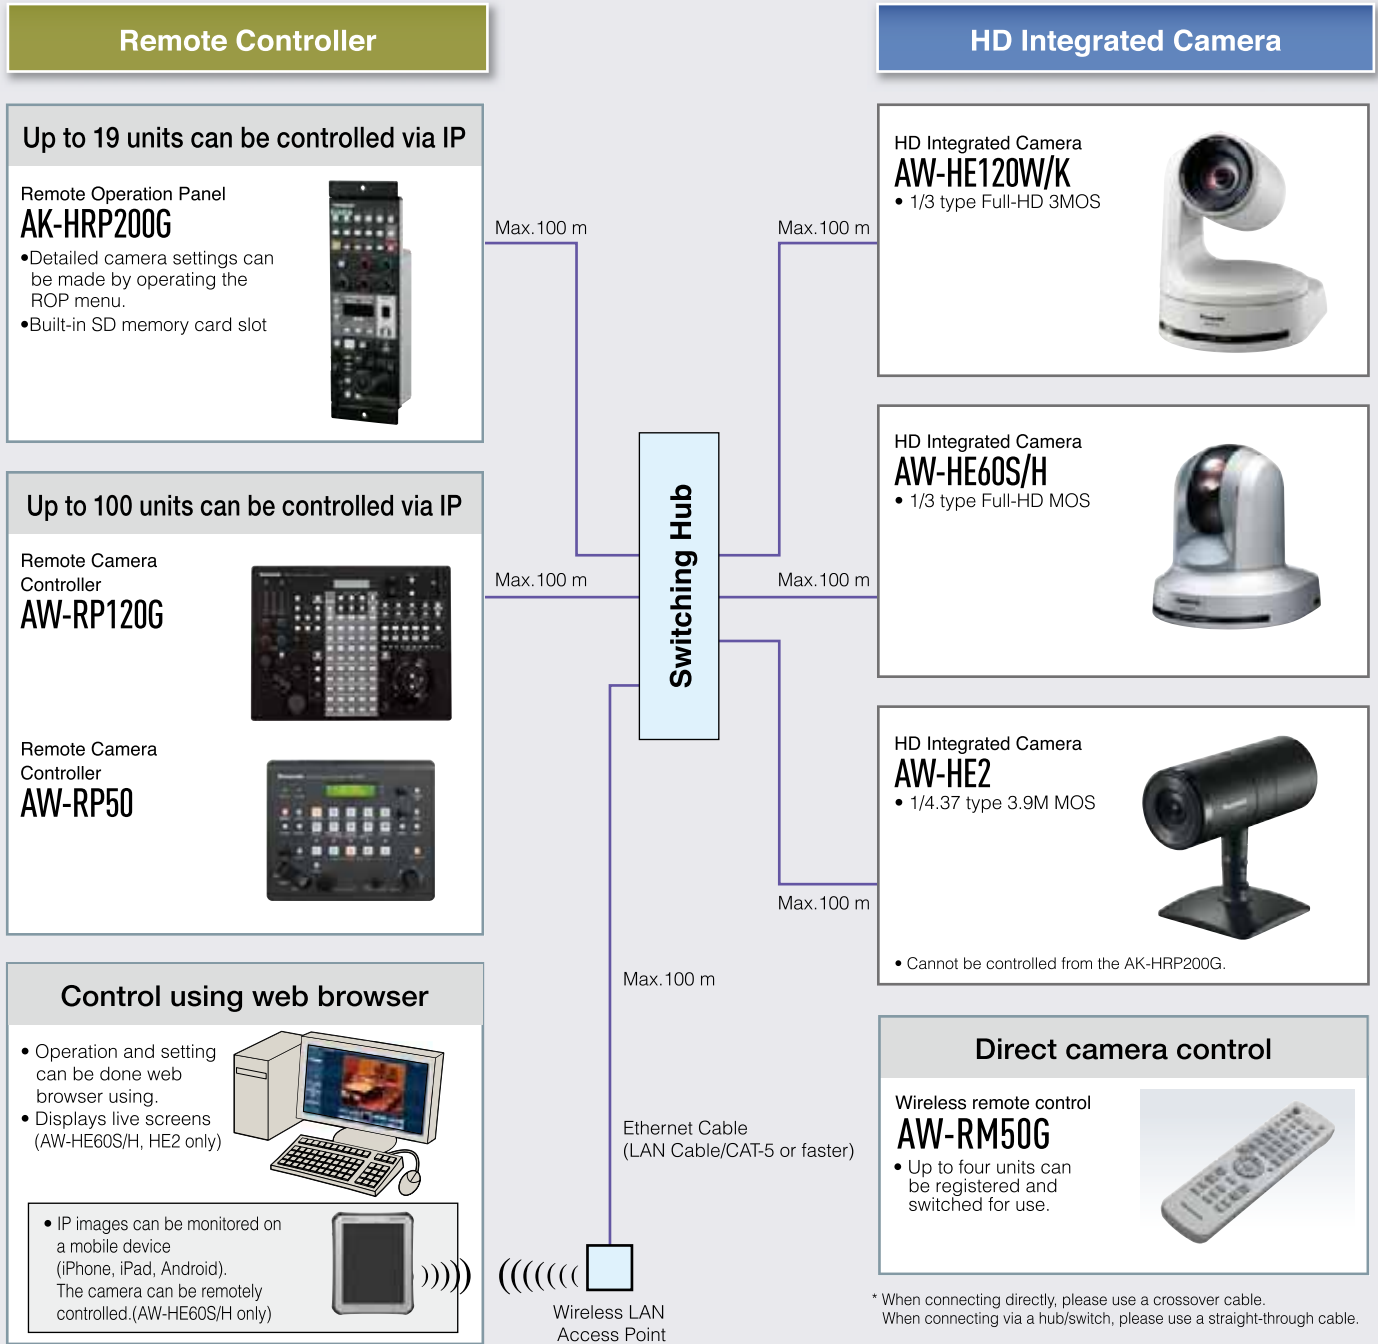 Remote Controller
Up to 19 units can be controlled via IP
Remote Operation Panel
AK-HRP200G
•Detailed camera settings can
be made by operating the
ROP menu.
•Built-in SD memory card slot
Up to 100 units can be controlled via IP
Remote Camera
Controller
AW-RP120G
Remote Camera
Controller
AW-RP50
Control using web browser
• Operation and setting
can be done web
browser using.
• Displays live screens
(AW-HE60S/H, HE2 only)
• IP images can be monitored on
a mobile device
(iPhone, iPad, Android).
The camera can be remotely
controlled.(AW-HE60S/H only)
Max.100 m
Max.100 m
Max.100 m
Max.100 m
Switching Hub
Max.100 m
Max.100 m
Ethernet Cable
(LAN Cable/CAT-5 or faster)
Wireless LAN
Access Point
HD Integrated Camera
HD Integrated Camera
AW-HE120W/K
• 1/3 type Full-HD 3MOS
Panasonic
HD Integrated Camera
AW-HE60S/H
• 1/3 type Full-HD MOS
HD Integrated Camera
AW-HE2
• 1/4.37 type 3.9M MOS
• Cannot be controlled from the AK-HRP200G.
Direct camera control
Wireless remote control
AW-RM50G
• Up to four units can
be registered and
switched for use.
* When connecting directly, please use a crossover cable.
When connecting via a hub/switch, please use a straight-through cable.